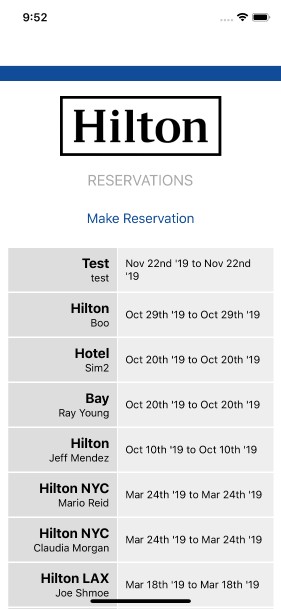 9:52
Hilton
RESERVATIONS
Make Reservation
Test
test
Nov 22nd '19 to Nov 22nd
'19
Hilton
Boo
Oct 29th '19 to Oct 29th '19
Hotel
Sim2
Oct 20th '19 to Oct 20th '19
Bay
Ray Young
Oct 20th '19 to Oct 20th '19
Hilton
Jeff Mendez
Oct 10th '19 to Oct 10th '19
Hilton NYC
Mario Reid
Mar 24th '19 to Mar 24th '19
Hilton NYC
Claudia Morgan
Mar 24th '19 to Mar 24th '19
Hilton LAX
Joe Shmoe
Mar 18th '19 to Mar 18th '19